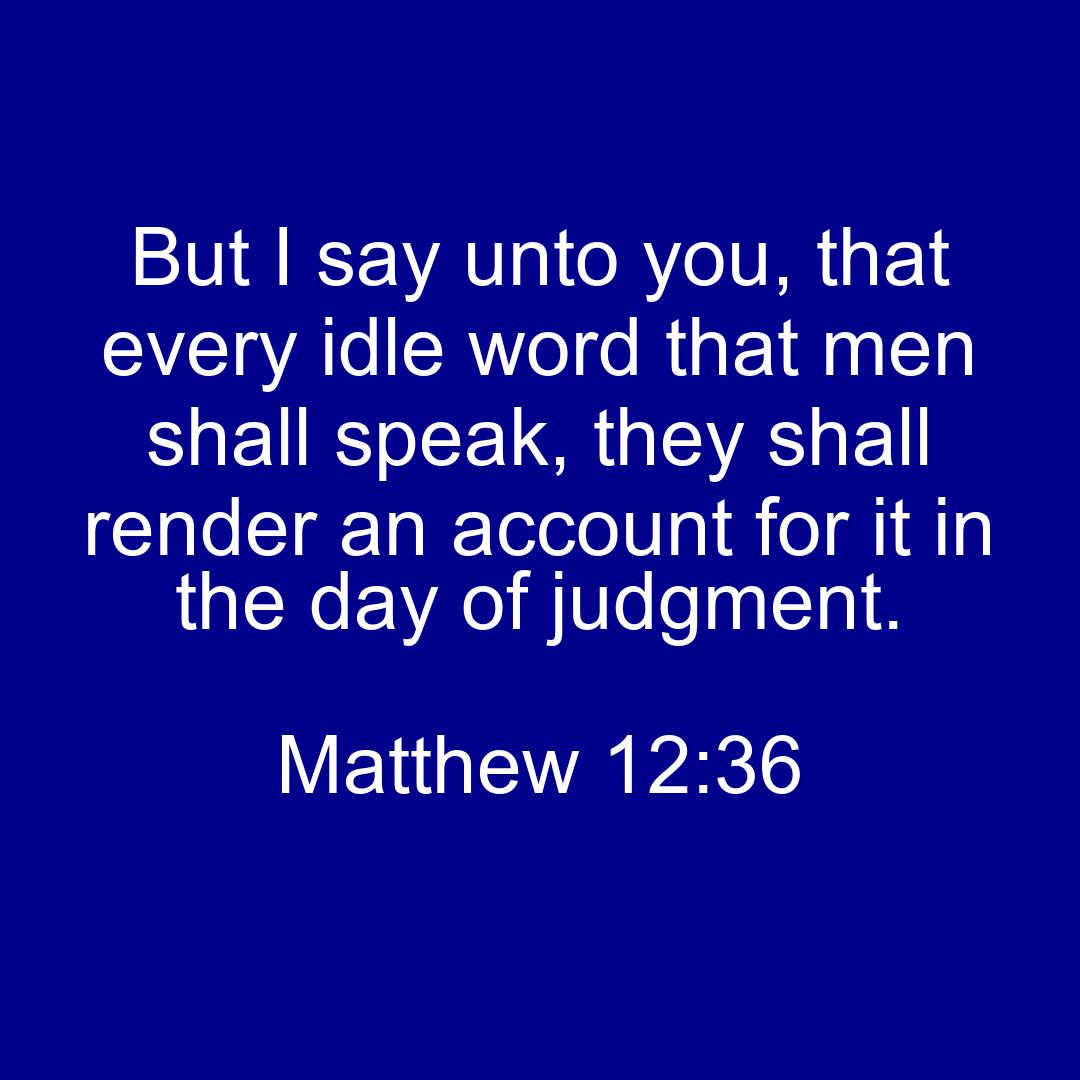 But I say unto you, that
every idle word that men
shall speak, they shall
render an account for it in
the day of judgment.
Matthew 12:36